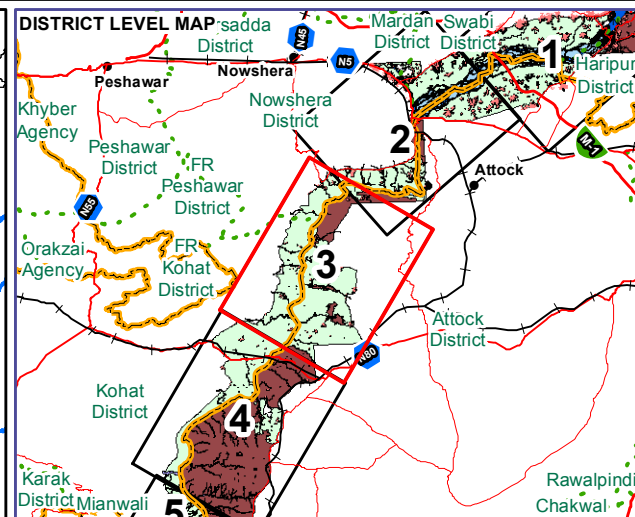 DISTRICT LEVEL MAP
rsadda
District
N45
Mardan
District
Swabi
District
1
Haripur
District
Peshawar
Nowshera
N5
Khyber
Agency
Nowshera
District
2
M-1
Peshawar
District
FR
Peshawar
District
Attock
N55
Orakzai
Agency
FR
Kohat
District
3
Attock
District
N80
Kohat
District
4
Karak
District
Mianwali
5
Rawalpindi
Chakwal